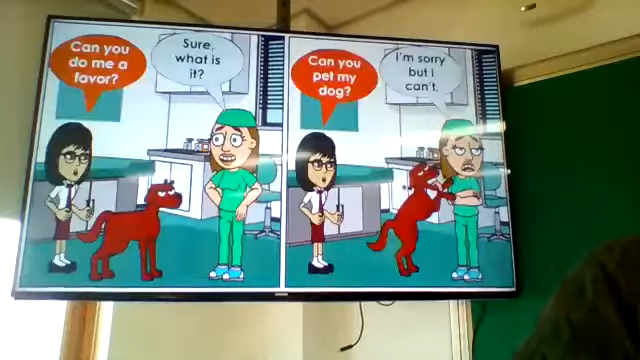 Can you
do me a
favor?
Sure,
what is
it?
Can you
pet my
dog?
I'm sorry
but I
can't.